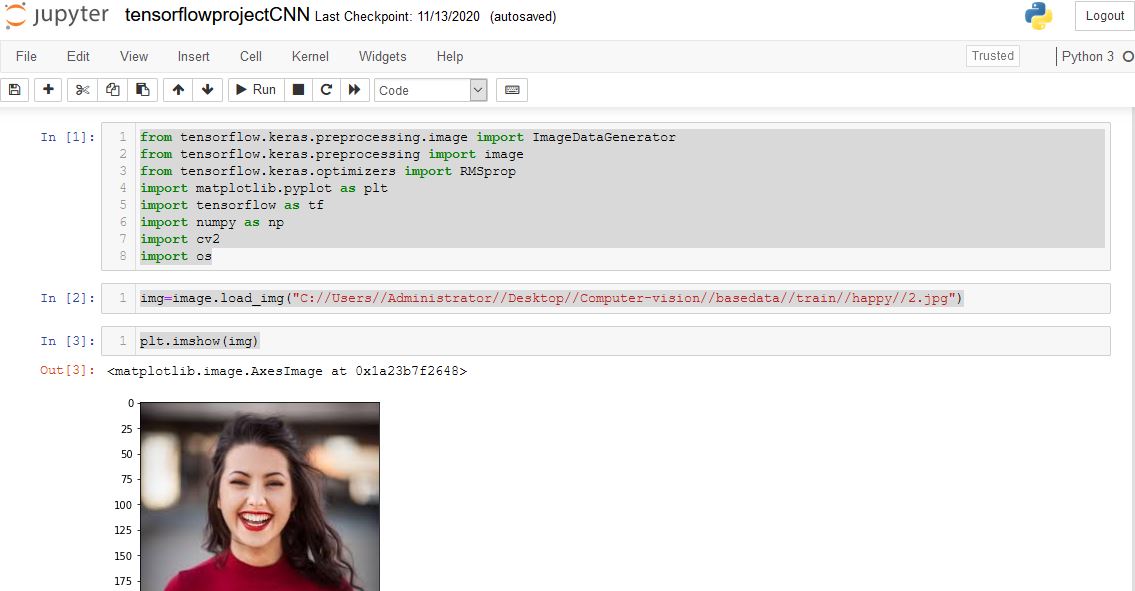 jupyter tensorflowprojectCNN Last Checkpoint: 11/13/2020 (autosaved) Logout
File Edit View Insert Cell Kernel Widgets Help Trusted Python 3
Run Code
In [1]:
1 from tensorflow.keras.preprocessing.image import ImageDataGenerator
2 from tensorflow.keras.preprocessing import image
3 from tensorflow.keras.optimizers import RMSprop
4 import matplotlib.pyplot as plt
5 import tensorflow as tf
6 import numpy as np
7 import cv2
8 import os
In [2]: 1 img=image.load_img("C://Users//Administrator//Desktop//Computer-vision//basedata//train//happy//2.jpg")
In [3]: 1 plt.imshow(img)
Out[3]: <matplotlib.image.AxesImage at 0x1a23b7f2648>
0
25
50
75
100
125
150
175